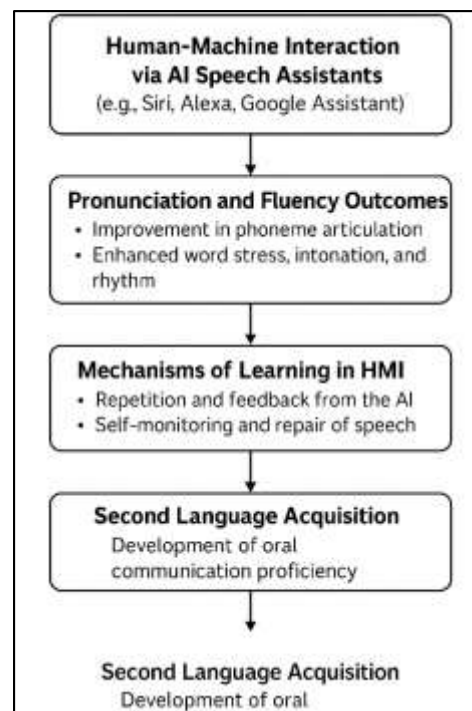 Human-Machine Interaction
via AI Speech Assistants
(e.g., Siri, Alexa, Google Assistant)
Pronunciation and Fluency Outcomes
• Improvement in phoneme articulation
• Enhanced word stress, intonation, and
rhythm
Mechanisms of Learning in HMI
• Repetition and feedback from the AI
• Self-monitoring and repair of speech
Second Language Acquisition
Development of oral
communication proficiency
Second Language Acquisition
Development of oral